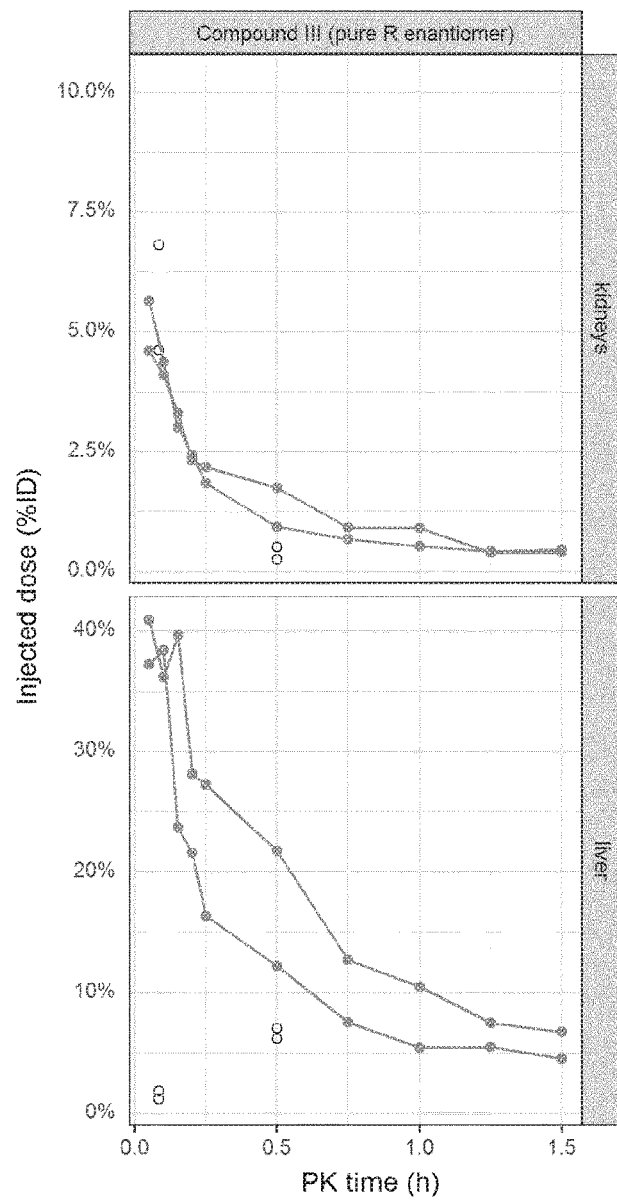 Compound III (pure R enantiomer)
10.0%
7.5%
5.0%
2.5%
0.0%
kidneys
Injected dose (%ID)
40%
30%
20%
10%
0%
liver
0.0
0.5
1.0
1.5
PK time (h)